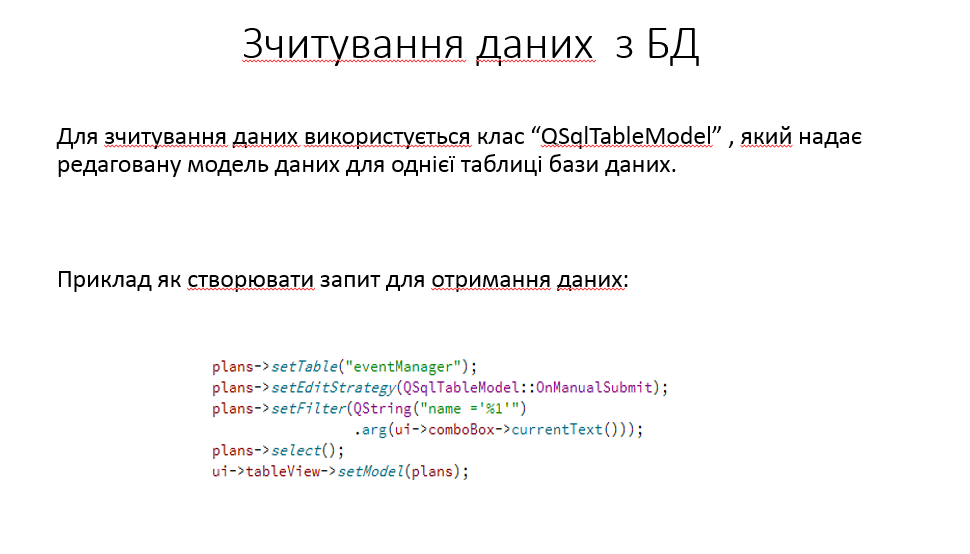 Зчитування даних  з БД
Для зчитування даних використується клас “QSqlTableModel” , який надає
редаговану модель даних для однієї таблиці бази даних.
Приклад як створювати запит для отримання даних:
plans->setTable("eventManager");
plans->setEditStrategy(QSqlTableModel::OnManualSubmit);
plans->setFilter(QString("name ='%1'")
.arg(ui->comboBox->currentText()));
plans->select();
ui->tableView->setModel(plans);